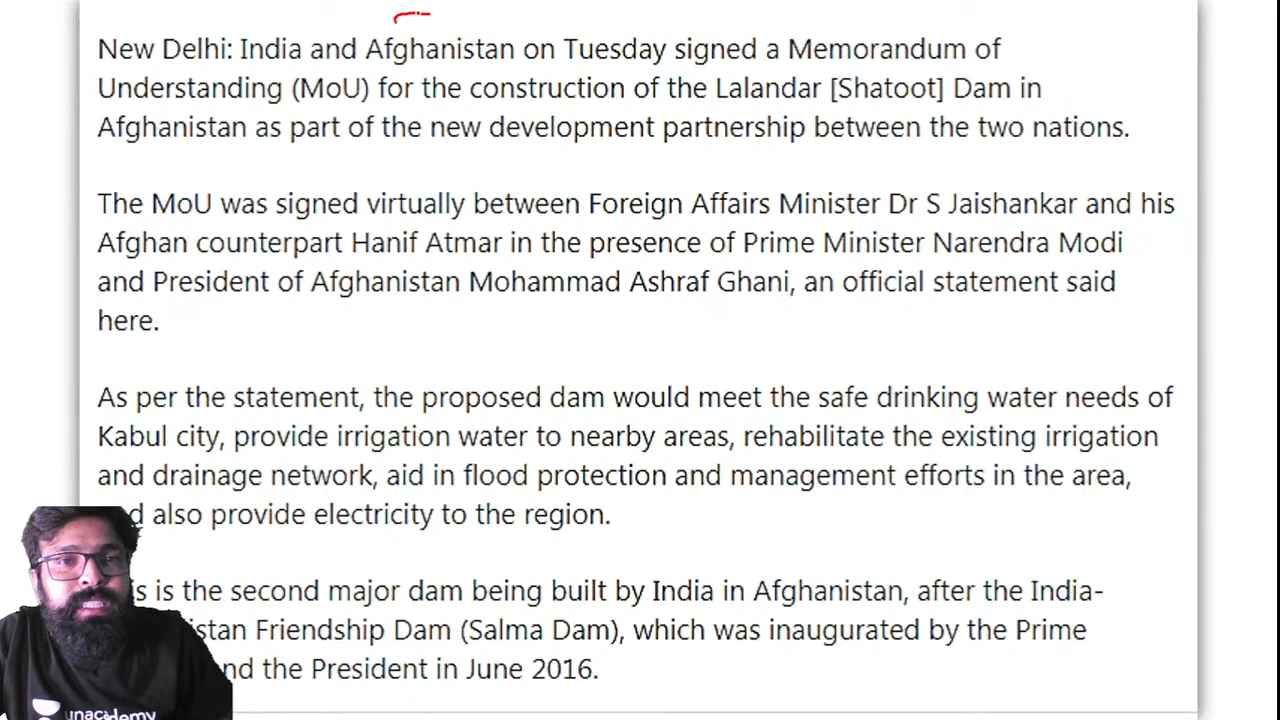 New Delhi: India and Afghanistan on Tuesday signed a Memorandum of
Understanding (MoU) for the construction of the Lalandar [Shatoot] Dam in
Afghanistan as part of the new development partnership between the two nations.
The MoU was signed virtually between Foreign Affairs Minister Dr S Jaishankar and his
Afghan counterpart Hanif Atmar in the presence of Prime Minister Narendra Modi
and President of Afghanistan Mohammad Ashraf Ghani, an official statement said
here.
As per the statement, the proposed dam would meet the safe drinking water needs of
Kabul city, provide irrigation water to nearby areas, rehabilitate the existing irrigation
and drainage network, aid in flood protection and management efforts in the area,
also provide electricity to the region.
is the second major dam being built by India in Afghanistan, after the India-
Friendship Dam (Salma Dam), which was inaugurated by the Prime
the President in June 2016.
unacademy